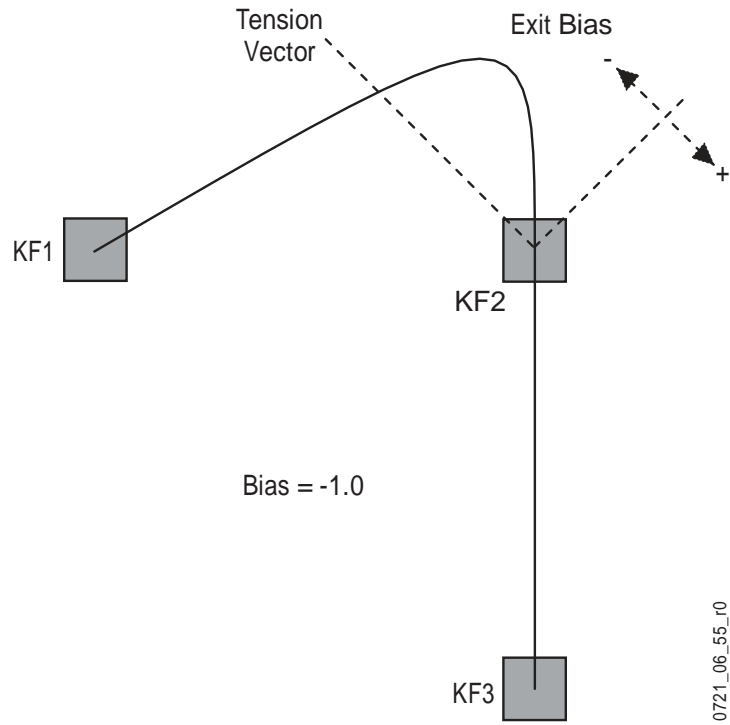 Tension
Vector
Exit Bias
-
+
KF1
KF2
Bias = -1.0
KF3
0721_06_55_r0